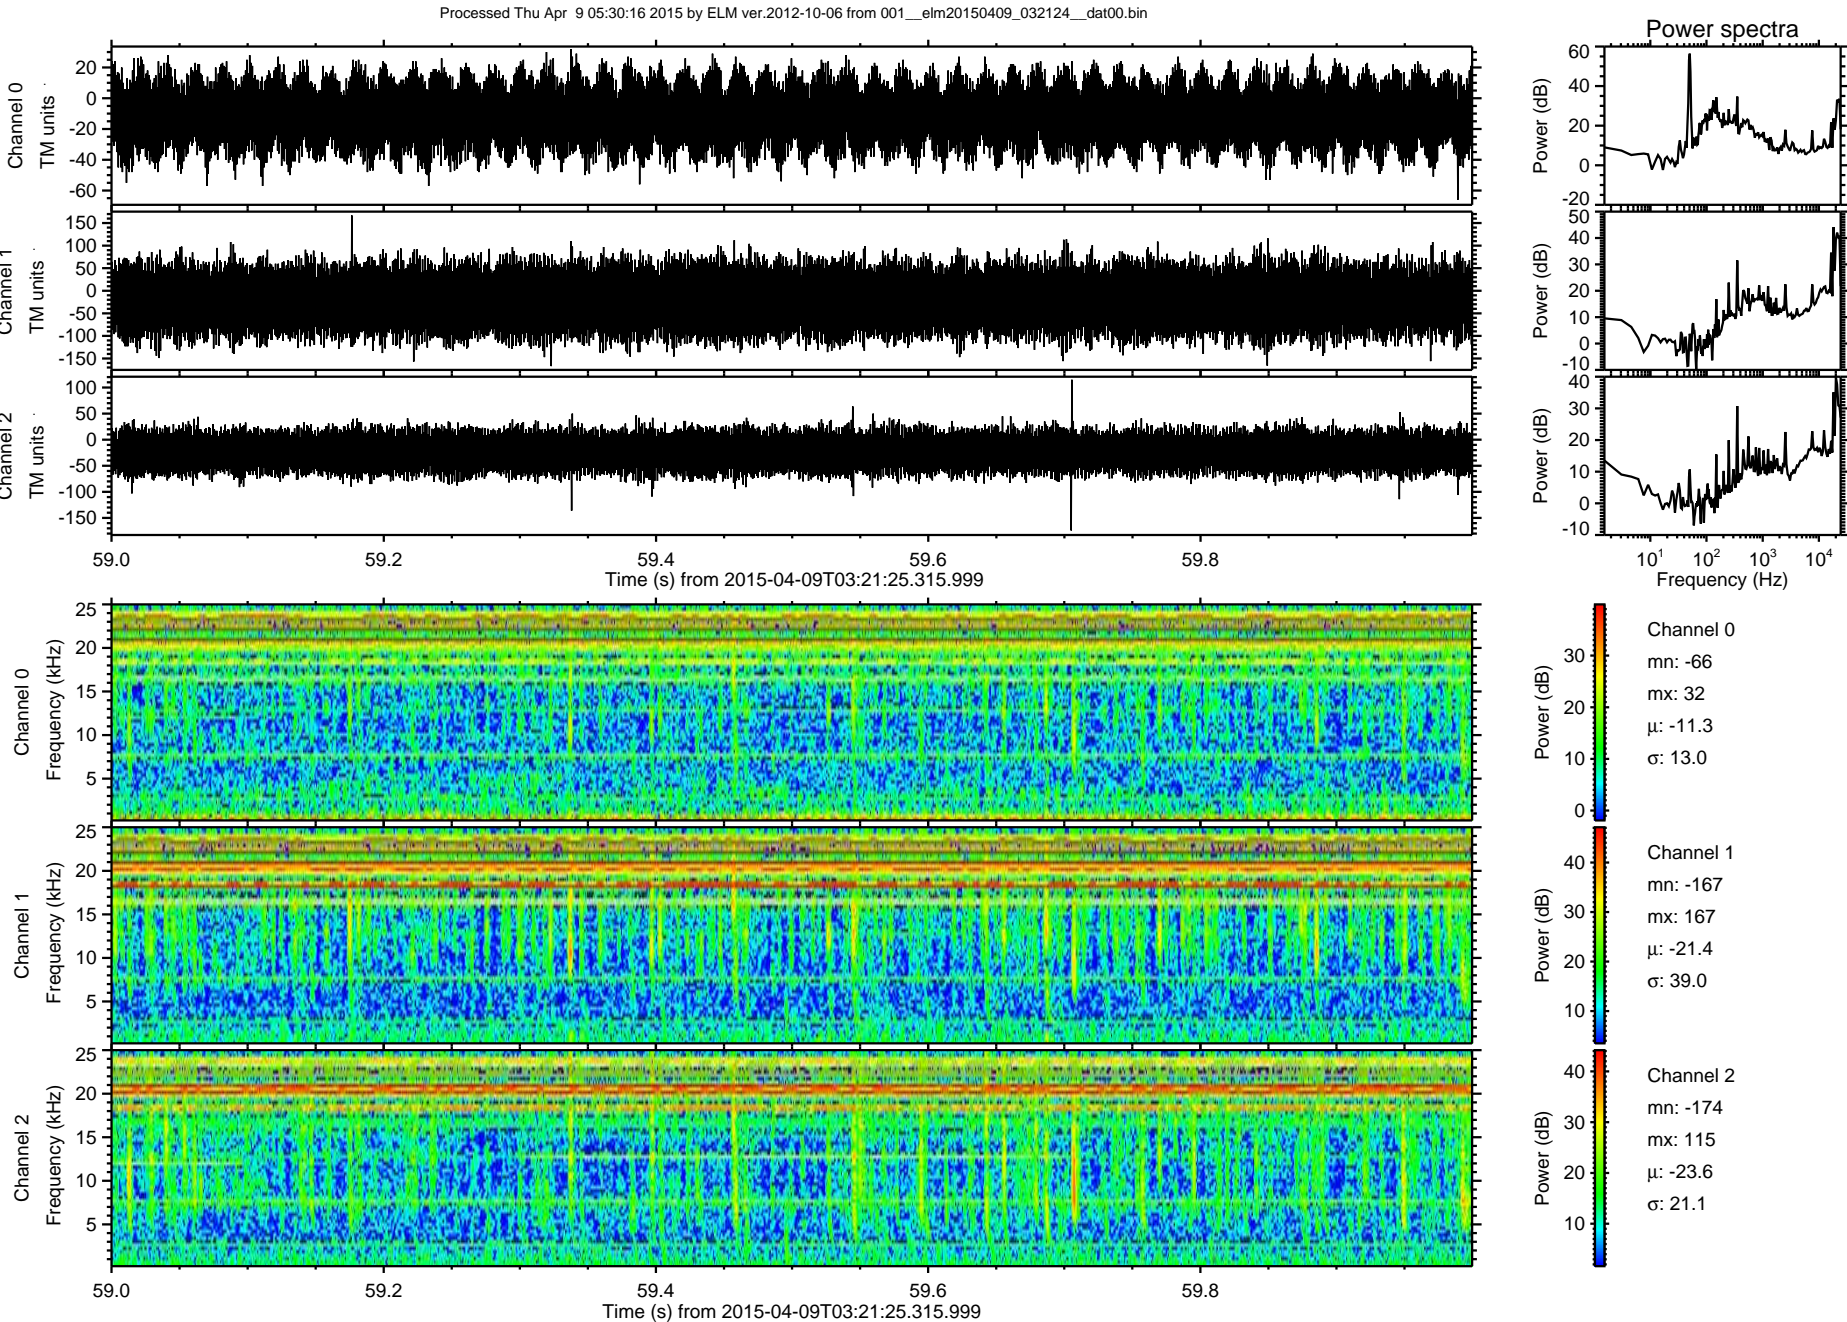 Processed Thu Apr  9 05:30:16 2015 by ELM ver.2012-10-06 from 001__elm20150409_032124__dat00.bin
Power spectra
Channel 0
TM units
20
0
-20
-40
-60
Power (dB)
60
40
20
0
-20
Channel 1
TM units
150
100
50
0
-50
-100
-150
Power (dB)
50
40
30
20
10
0
-10
Channel 2
TM units
100
50
0
-50
-100
-150
Power (dB)
40
30
20
10
0
-10
59.0
59.2
59.4
59.6
59.8
Time (s) from 2015-04-09T03:21:25.315.999
10^1
10^2
10^3
10^4
Frequency (Hz)
Channel 0
Frequency (kHz)
25
20
15
10
5
Power (dB)
30
20
10
0
Channel 0
mn: -66
mx: 32
μ: -11.3
σ: 13.0
Channel 1
Frequency (kHz)
25
20
15
10
5
Power (dB)
40
30
20
10
Channel 1
mn: -167
mx: 167
μ: -21.4
σ: 39.0
Channel 2
Frequency (kHz)
25
20
15
10
5
Power (dB)
40
30
20
10
Channel 2
mn: -174
mx: 115
μ: -23.6
σ: 21.1
59.0
59.2
59.4
59.6
59.8
Time (s) from 2015-04-09T03:21:25.315.999